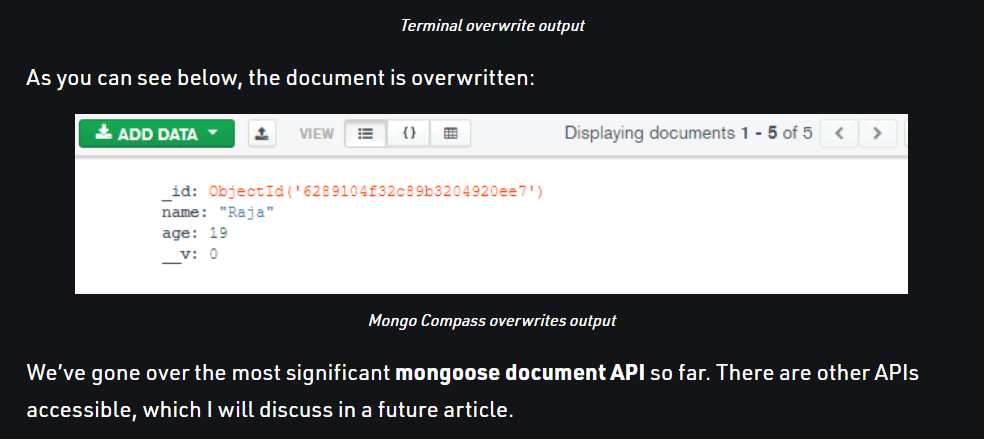 Terminal overwrite output
As you can see below, the document is overwritten:
ADD DATA VIEW {} Displaying documents 1 - 5 of 5 < >
_id: ObjectId('6289104f32c89b3204920ee7')
name: "Raja"
age: 19
__v: 0
Mongo Compass overwrites output
We've gone over the most significant mongoose document API so far. There are other APIs
accessible, which I will discuss in a future article.